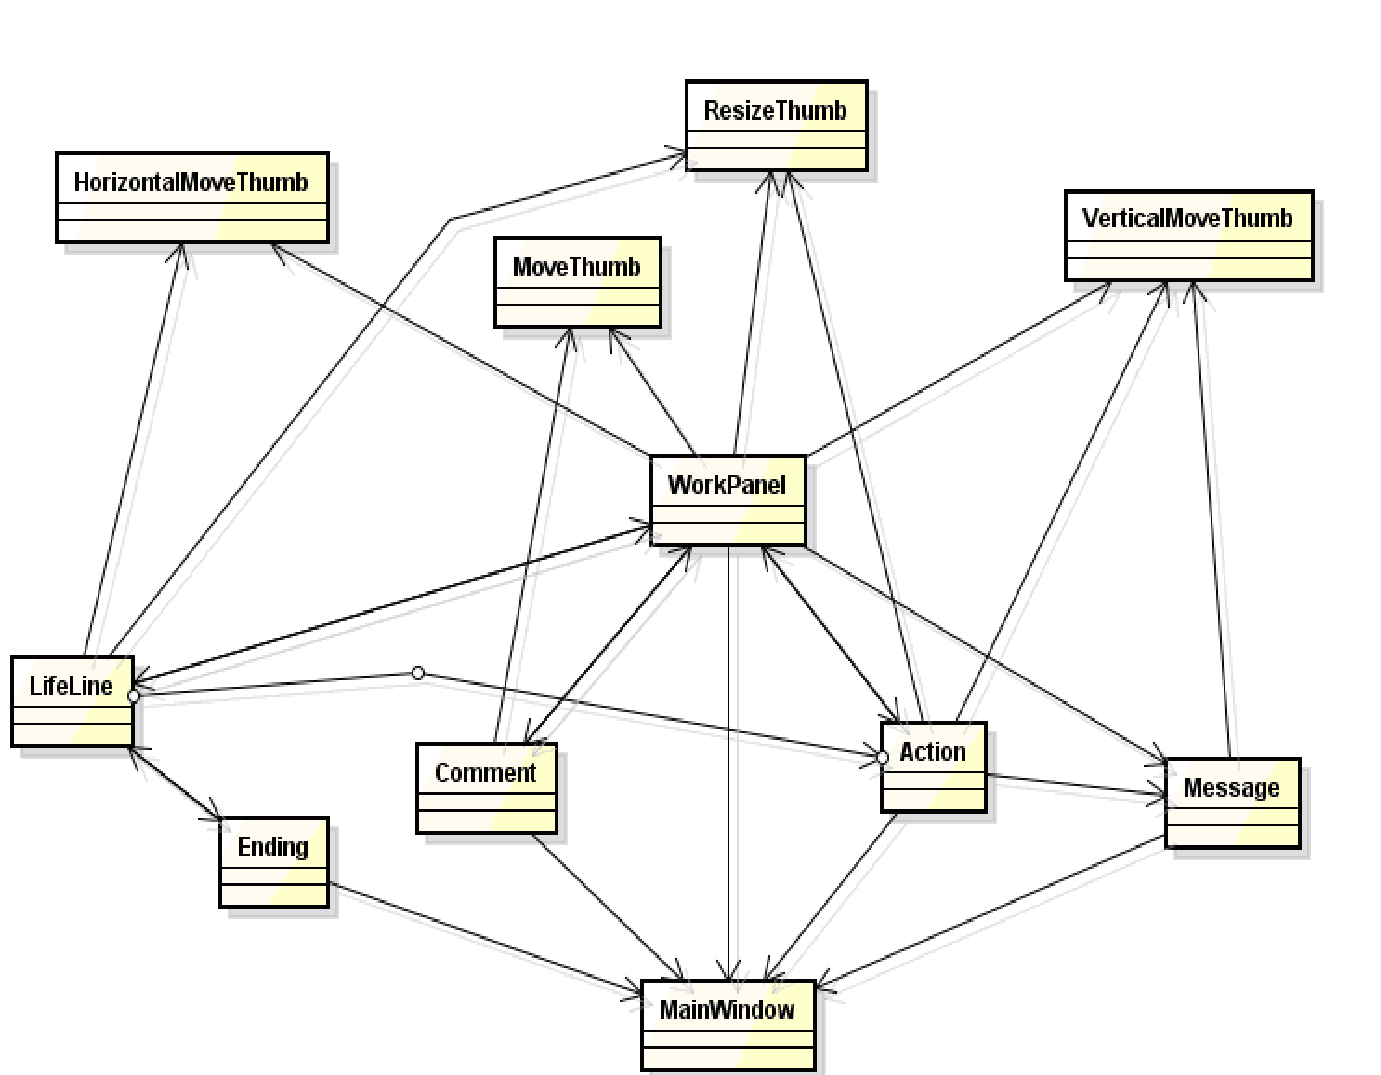 ResizeThumb
HorizontalMoveThumb
VerticalMoveThumb
MoveThumb
WorkPanel
LifeLine
Action
Comment
Message
Ending
MainWindow